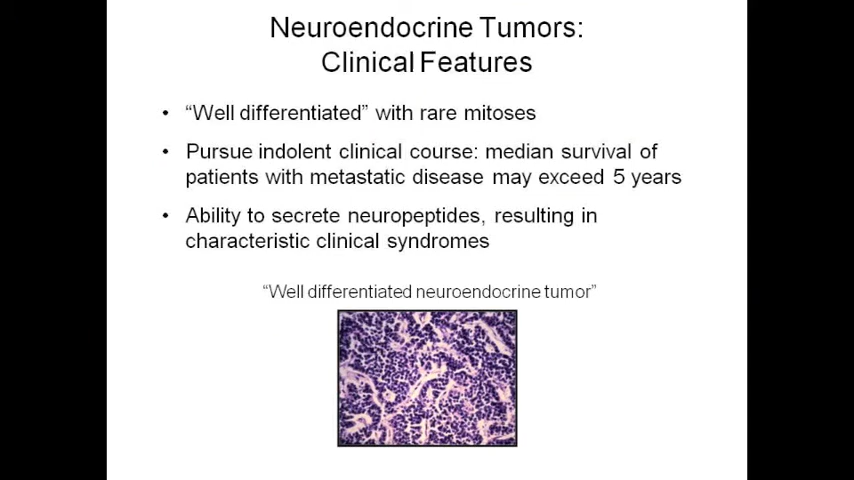 Neuroendocrine Tumors:
Clinical Features
• “Well differentiated” with rare mitoses
• Pursue indolent clinical course: median survival of
patients with metastatic disease may exceed 5 years
• Ability to secrete neuropeptides, resulting in
characteristic clinical syndromes
“Well differentiated neuroendocrine tumor”